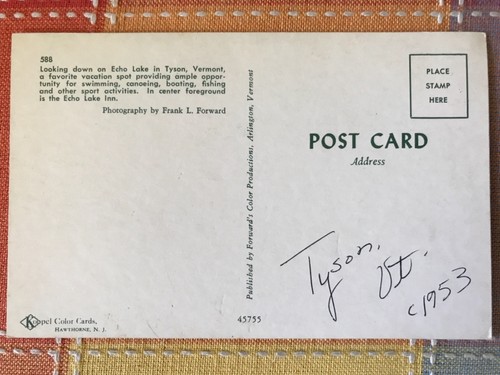 588
Looking down on Echo Lake in Tyson, Vermont,
a favorite vacation spot providing ample oppor-
tunity for swimming, canoeing, boating, fishing
and other sport activities. In center foreground
is the Echo Lake Inn.
Photography by Frank L. Forward
Koppel Color Cards,
HAWTHORNE, N. J.
Published by Forward's Color Productions, Arlington, Vermont
45755
PLACE
STAMP
HERE
POST CARD
Address
Tyson,
Vt.
c1953